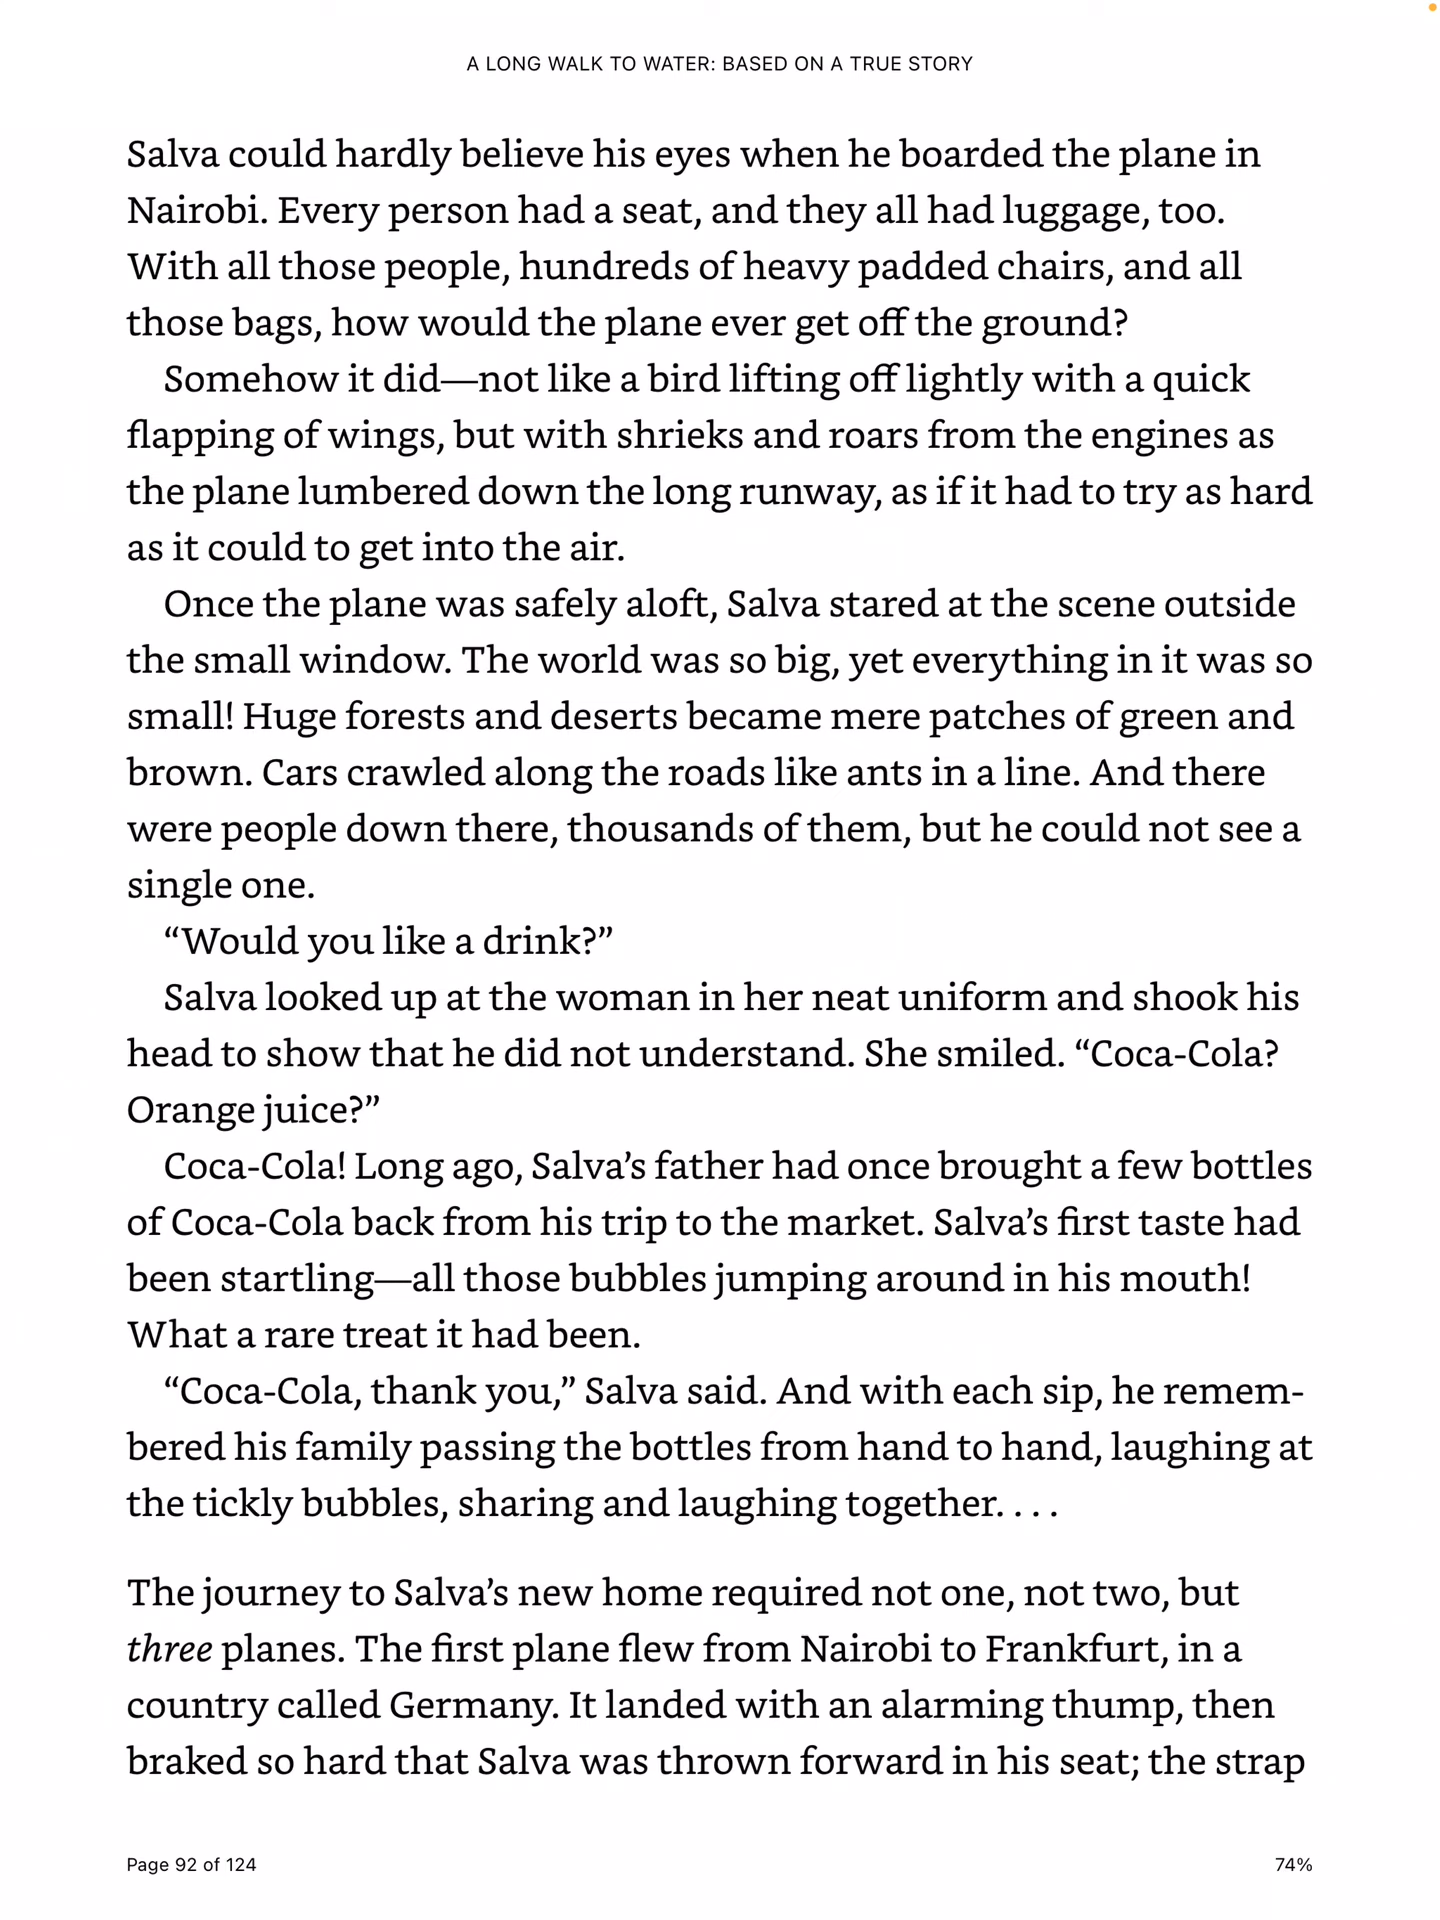 A LONG WALK TO WATER: BASED ON A TRUE STORY
Salva could hardly believe his eyes when he boarded the plane in
Nairobi. Every person had a seat, and they all had luggage, too.
With all those people, hundreds of heavy padded chairs, and all
those bags, how would the plane ever get off the ground?
Somehow it did—not like a bird lifting off lightly with a quick
flapping of wings, but with shrieks and roars from the engines as
the plane lumbered down the long runway, as if it had to try as hard
as it could to get into the air.
Once the plane was safely aloft, Salva stared at the scene outside
the small window. The world was so big, yet everything in it was so
small! Huge forests and deserts became mere patches of green and
brown. Cars crawled along the roads like ants in a line. And there
were people down there, thousands of them, but he could not see a
single one.
“Would you like a drink?”
Salva looked up at the woman in her neat uniform and shook his
head to show that he did not understand. She smiled. “Coca-Cola?
Orange juice?”
Coca-Cola! Long ago, Salva’s father had once brought a few bottles
of Coca-Cola back from his trip to the market. Salva’s first taste had
been startling—all those bubbles jumping around in his mouth!
What a rare treat it had been.
“Coca-Cola, thank you,” Salva said. And with each sip, he remem-
bered his family passing the bottles from hand to hand, laughing at
the tickly bubbles, sharing and laughing together. . . .
The journey to Salva’s new home required not one, not two, but
three planes. The first plane flew from Nairobi to Frankfurt, in a
country called Germany. It landed with an alarming thump, then
braked so hard that Salva was thrown forward in his seat; the strap
Page 92 of 124
74%